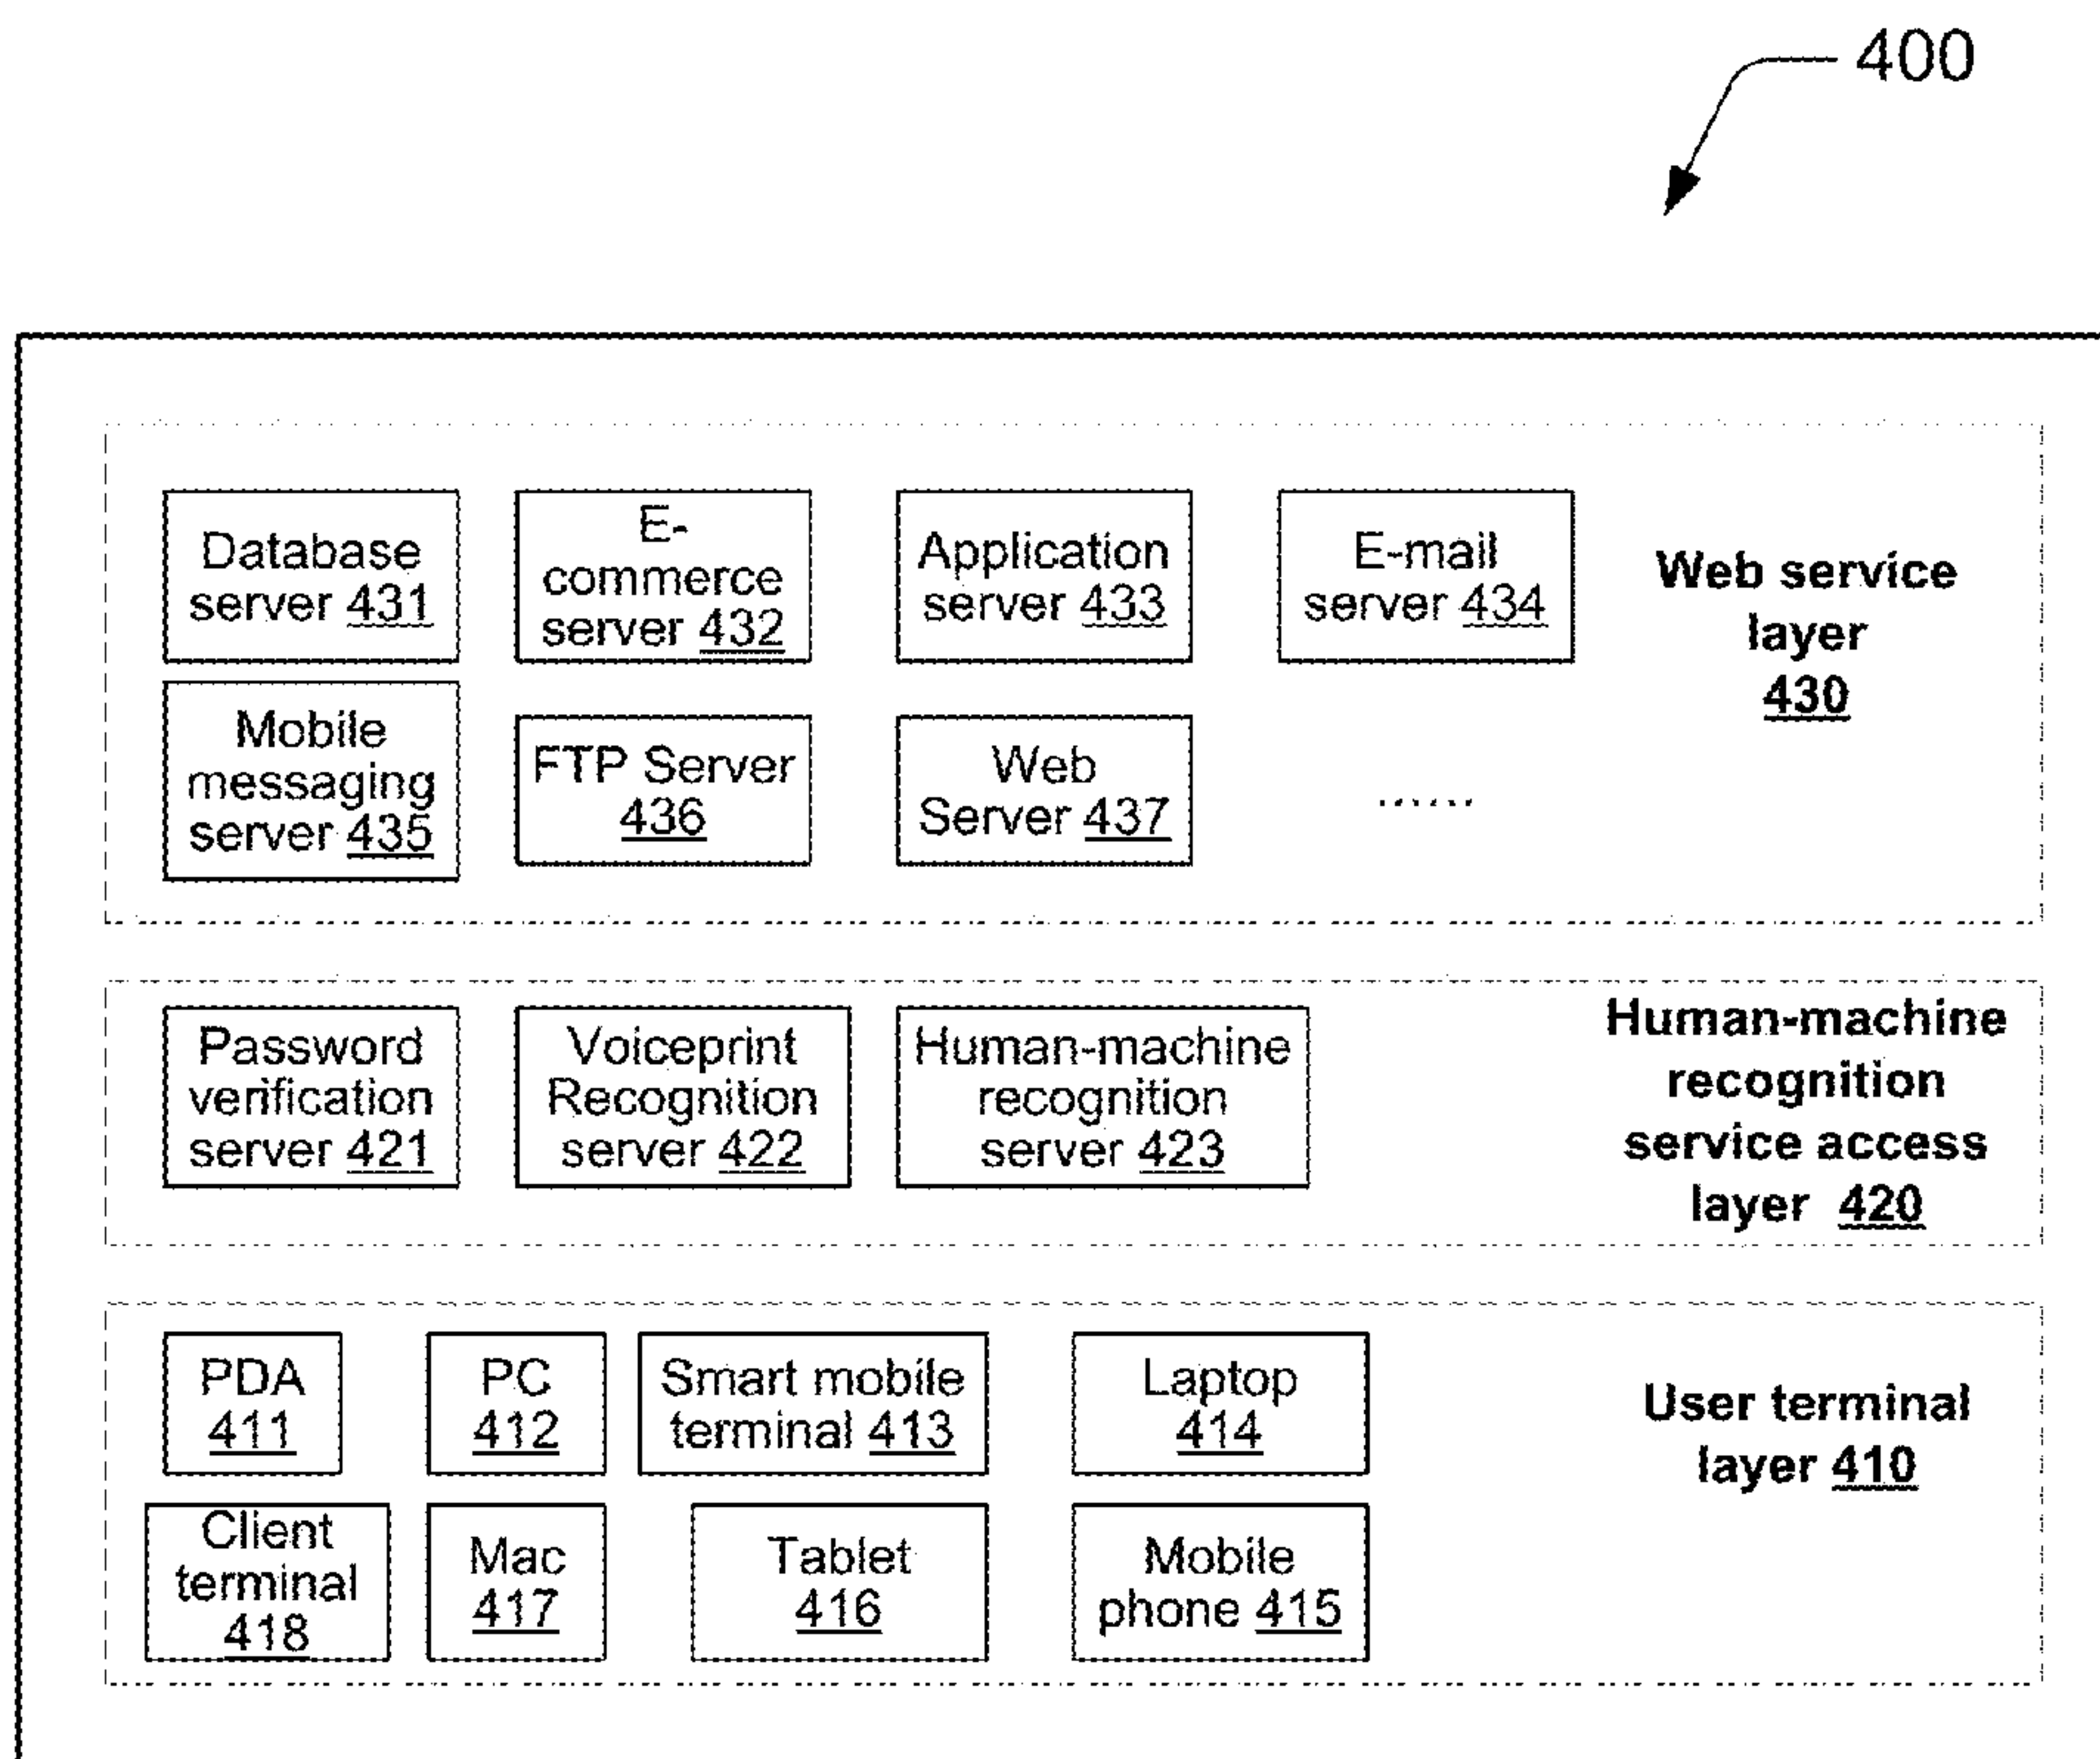 400
Database
server 431
E-
commerce
server 432
Application
server 433
E-mail
server 434
Web service
layer
430
Mobile
messaging
server 435
FTP Server
436
Web
Server 437
......
Password
verification
server 421
Voiceprint
Recognition
server 422
Human-machine
recognition
server 423
Human-machine
recognition
service access
layer 420
PDA
411
PC
412
Smart mobile
terminal 413
Laptop
414
User terminal
layer 410
Client
terminal
418
Mac
417
Tablet
416
Mobile
phone 415